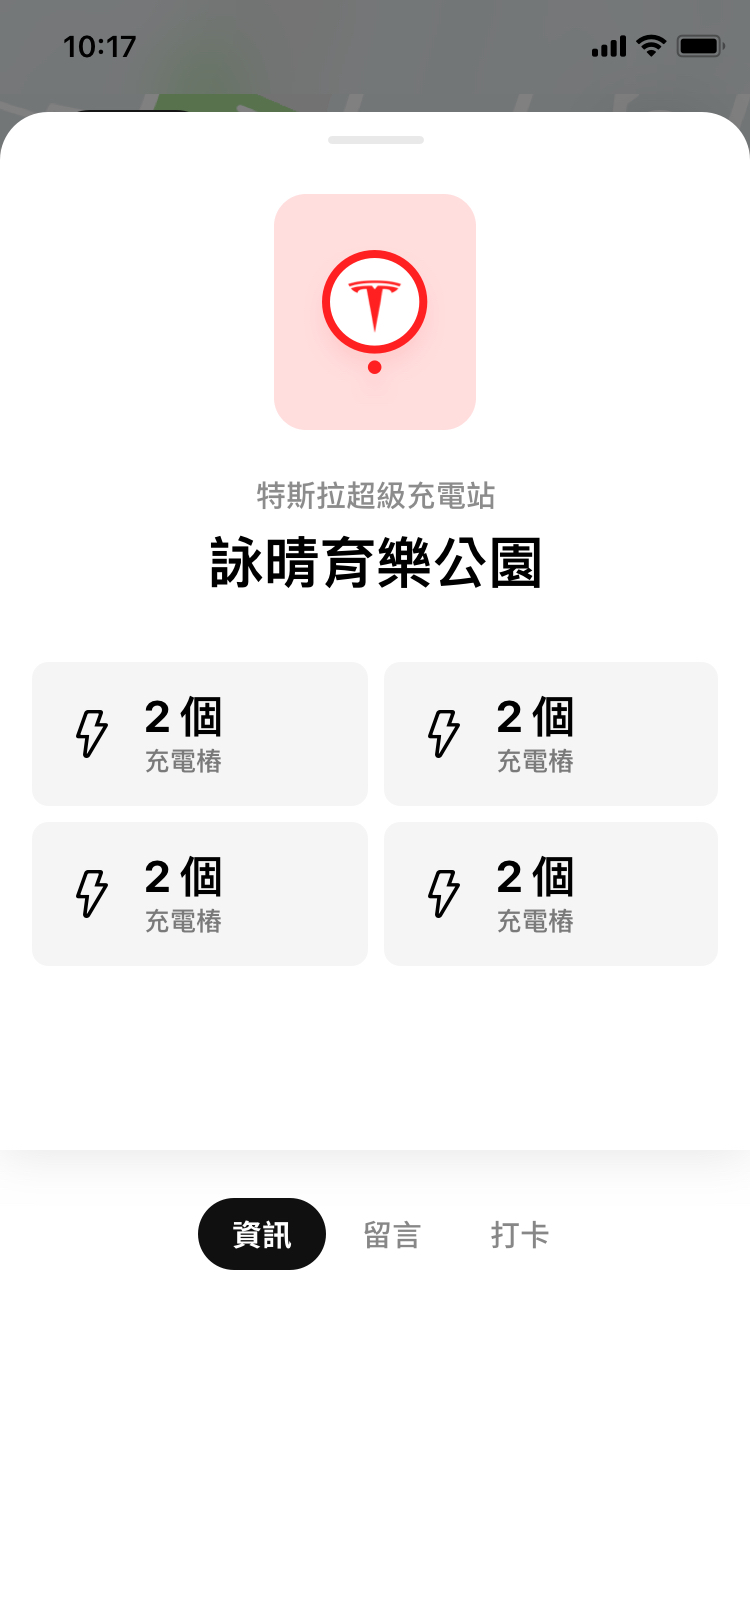 10:17
特斯拉超級充電站
詠晴育樂公園
2 個
充電樁
2 個
充電樁
2 個
充電樁
2 個
充電樁
資訊
留言
打卡